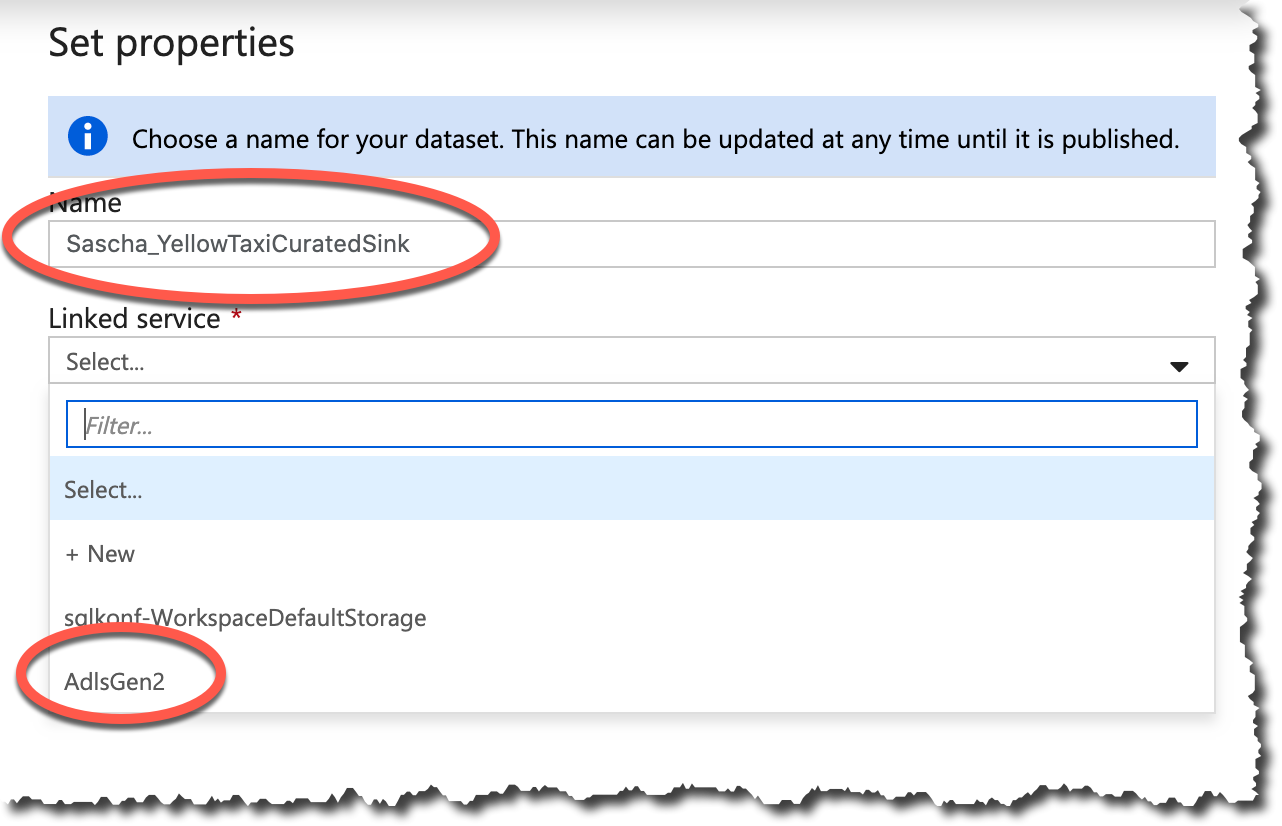 Set properties
Choose a name for your dataset. This name can be updated at any time until it is published.
Name
Sascha_YellowTaxiCuratedSink
Linked service *
Select...
Filter...
Select...
+ New
sqlkonf-WorkspaceDefaultStorage
AdlsGen2